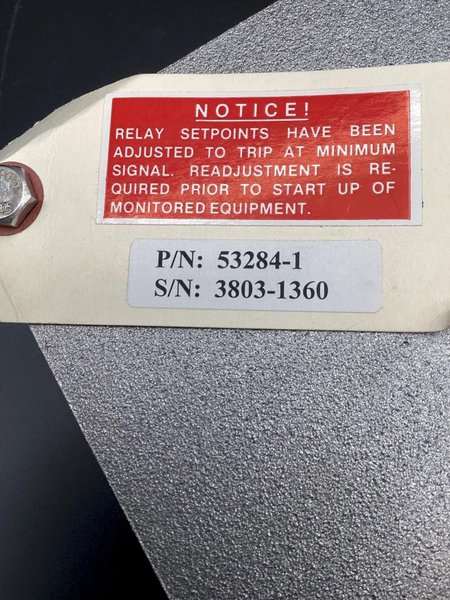 NOTICE!
RELAY SETPOINTS HAVE BEEN
ADJUSTED TO TRIP AT MINIMUM
SIGNAL. READJUSTMENT IS RE-
QUIRED PRIOR TO START UP OF
MONITORED EQUIPMENT.
P/N: 53284-1
S/N: 3803-1360